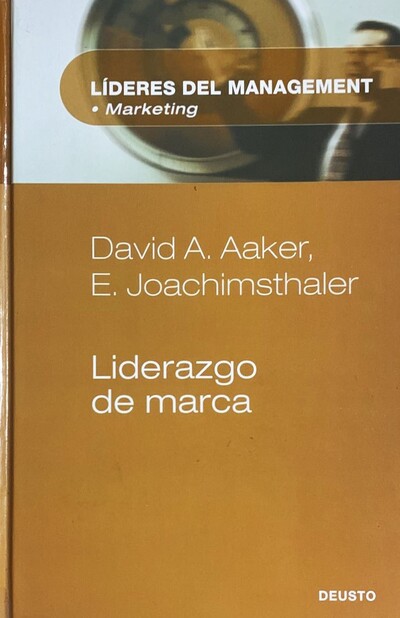 LÍDERES DEL MANAGEMENT
• Marketing
David A. Aaker,
E. Joachimsthaler
Liderazgo
de marca
DEUSTO